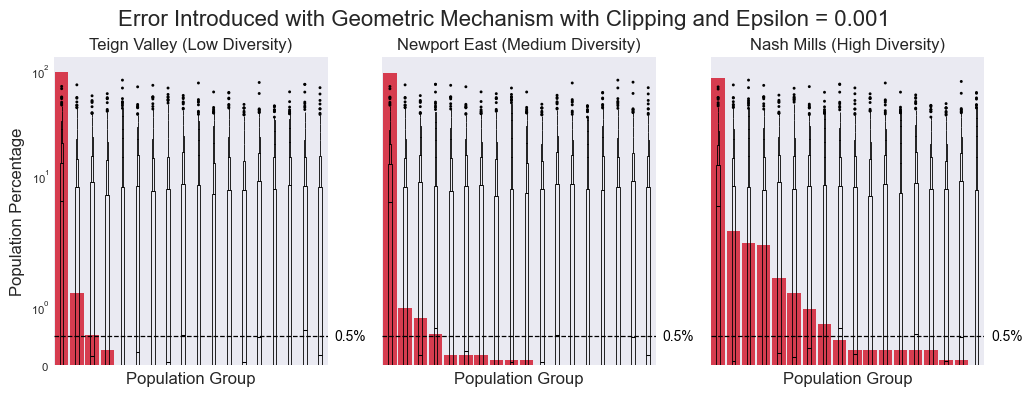 Error Introduced with Geometric Mechanism with Clipping and Epsilon = 0.001
Teign Valley (Low Diversity)
Newport East (Medium Diversity)
Nash Mills (High Diversity)
Population Percentage
10²
10¹
10⁰
0
0.5%
0.5%
0.5%
Population Group
Population Group
Population Group